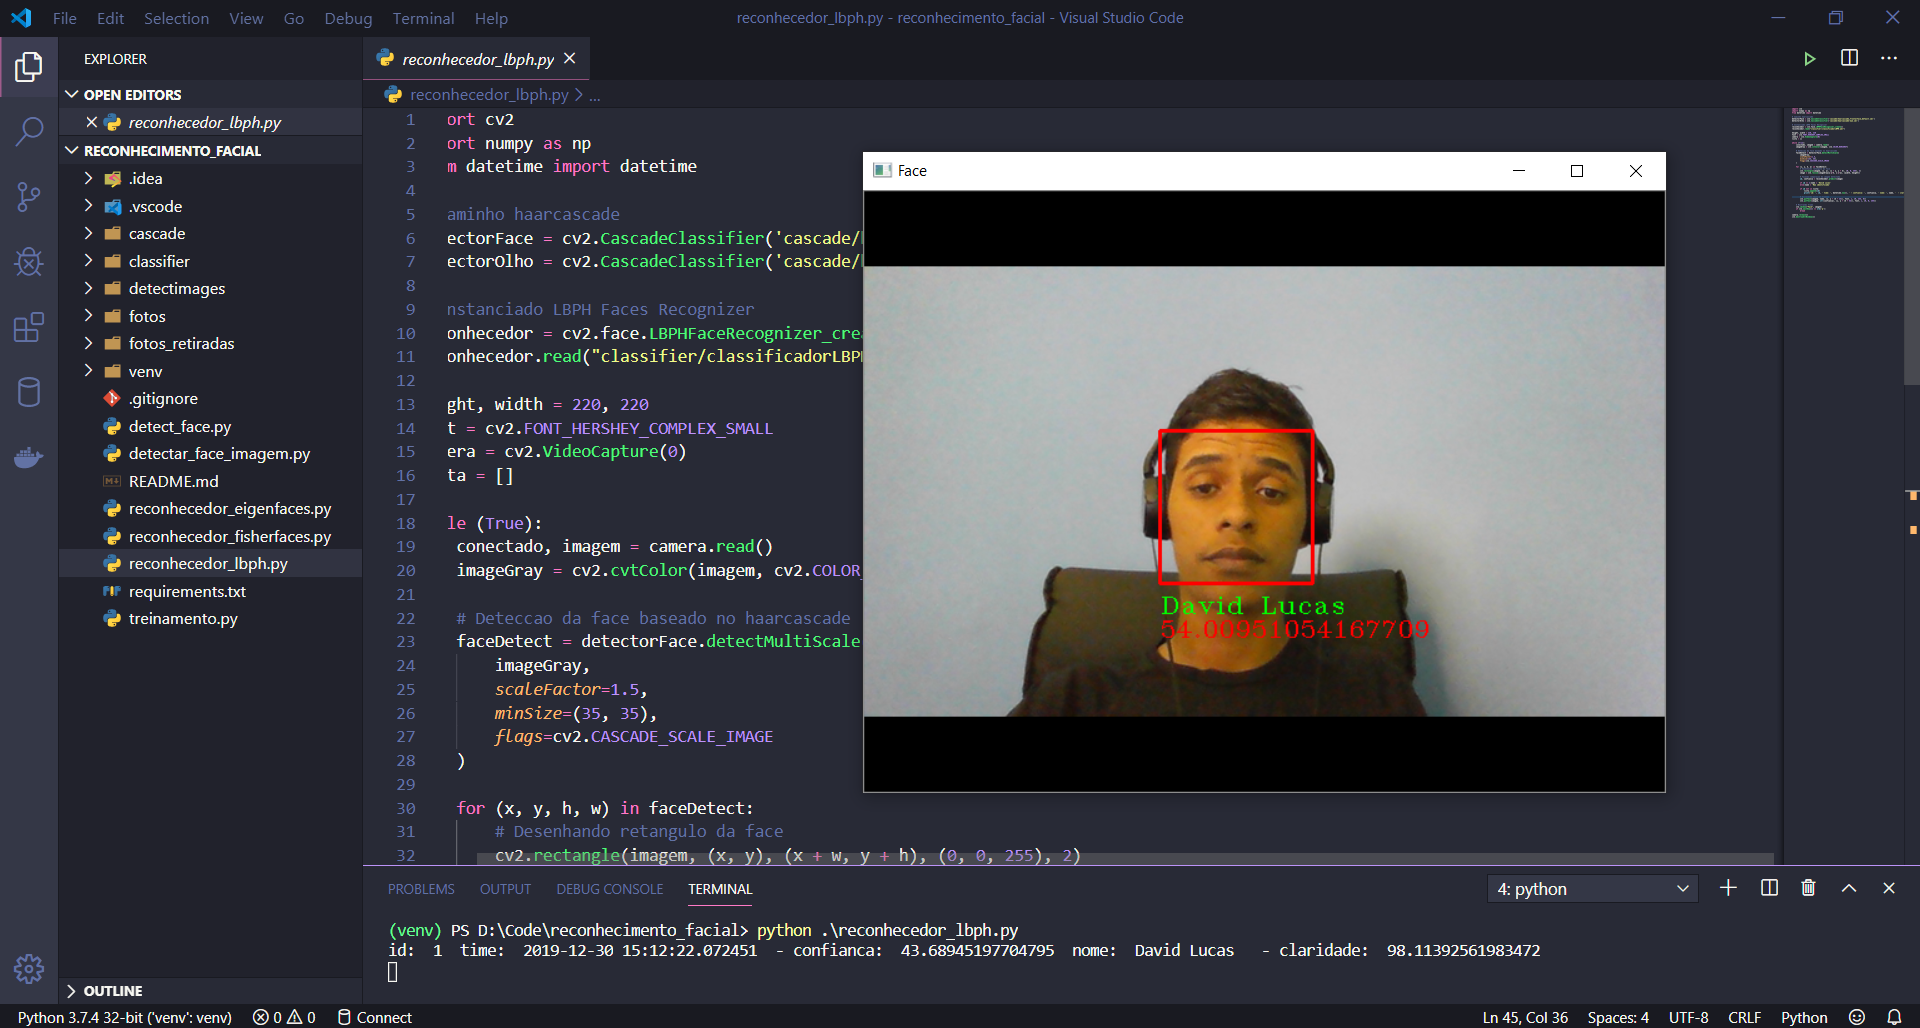 File Edit Selection View Go Debug Terminal Help
reconhecedor_lbph.py - reconhecimento_facial - Visual Studio Code
EXPLORER
OPEN EDITORS
reconhecedor_lbph.py
RECONHECIMENTO_FACIAL
.idea
.vscode
cascade
classifier
detectimages
fotos
fotos_retiradas
venv
.gitignore
detect_face.py
detectar_face_imagem.py
README.md
reconhecedor_eigenfaces.py
reconhecedor_fisherfaces.py
reconhecedor_lbph.py
requirements.txt
treinamento.py
OUTLINE
reconhecedor_lbph.py
reconhecedor_lbph.py > ...
1 ort cv2
2 ort numpy as np
3 m datetime import datetime
4
5 aminho haarcascade
6 ectorFace = cv2.CascadeClassifier('cascade/
7 ectorOlho = cv2.CascadeClassifier('cascade/
8
9 nstanciado LBPH Faces Recognizer
10 onhecedor = cv2.face.LBPHFaceRecognizer_cre
11 onhecedor.read("classifier/classificadorLBP
12
13 ght, width = 220, 220
14 t = cv2.FONT_HERSHEY_COMPLEX_SMALL
15 era = cv2.VideoCapture(0)
16 ta = []
17
18 le (True):
19 conectado, imagem = camera.read()
20 imageGray = cv2.cvtColor(imagem, cv2.COLOR_
21
22 # Deteccao da face baseado no haarcascade
23 faceDetect = detectorFace.detectMultiScale
24 imageGray,
25 scaleFactor=1.5,
26 minSize=(35, 35),
27 flags=cv2.CASCADE_SCALE_IMAGE
28 )
29
30 for (x, y, h, w) in faceDetect:
31 # Desenhando retangulo da face
32 cv2.rectangle(imagem, (x, y), (x + w, y + h), (0, 0, 255), 2)
Face
David Lucas
54.00951054167709
PROBLEMS OUTPUT DEBUG CONSOLE TERMINAL
4: python
(venv) PS D:\Code\reconhecimento_facial> python .\reconhecedor_lbph.py
id: 1 time: 2019-12-30 15:12:22.072451 - confianca: 43.68945197704795 nome: David Lucas - claridade: 98.11392561983472
Python 3.7.4 32-bit ('venv': venv) 0 0 Connect
Ln 45, Col 36 Spaces: 4 UTF-8 CRLF Python